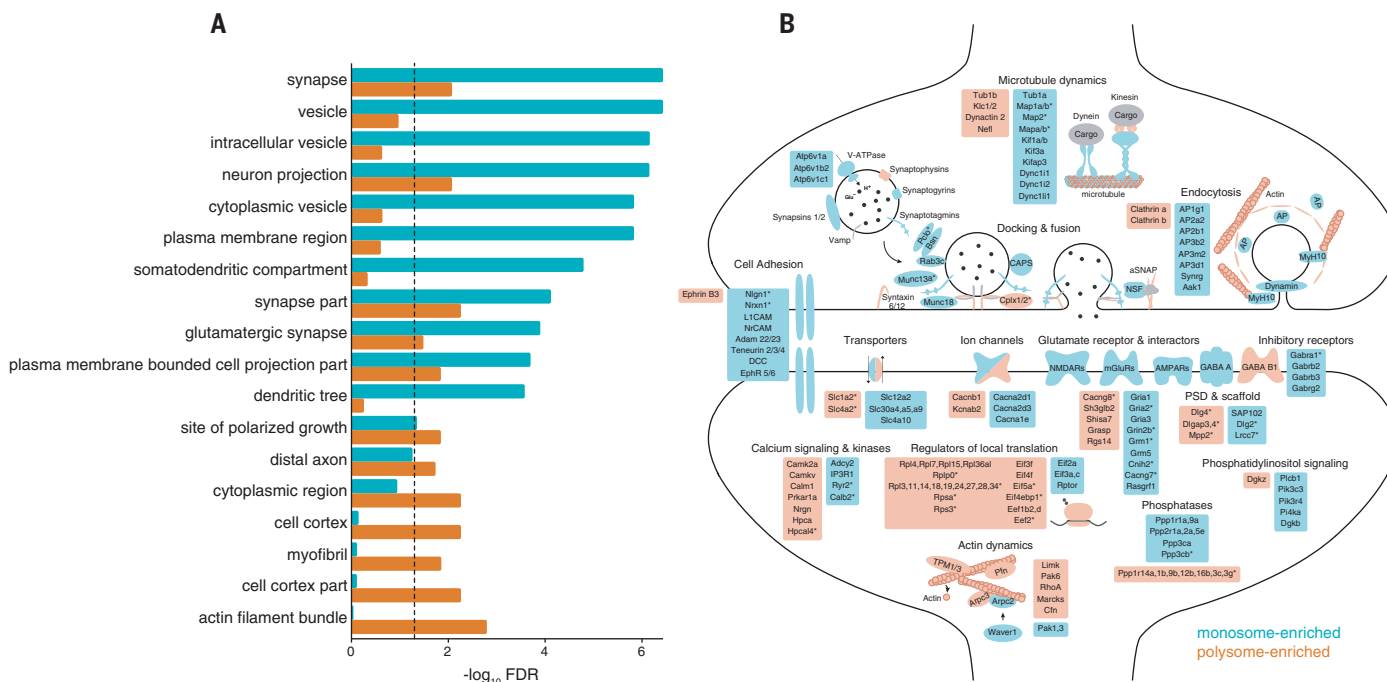 A
synapse
vesicle
intracellular vesicle
neuron projection
cytoplasmic vesicle
plasma membrane region
somatodendritic compartment
synapse part
glutamatergic synapse
plasma membrane bounded cell projection part
dendritic tree
site of polarized growth
distal axon
cytoplasmic region
cell cortex
myofibril
cell cortex part
actin filament bundle
0
2
4
6
-log10 FDR
B
Microtubule dynamics
Tub1b
Klc1/2
Dynactin 2
Nefl
Tub1a
Map1a/b*
Map2*
Mapa/b*
Kif1a/b
Kif3a
Kifap3
Dync1i1
Dync1i2
Dync1li1
Dynein
Cargo
Kinesin
Cargo
microtubule
Atp6v1a
Atp6v1b2
Atp6v1c1
V-ATPase
H+
Glu-
Synaptophysins
Synaptogyrins
Synaptotagmins
Synapsins 1/2
Vamp
Endocytosis
Clathrin a
Clathrin b
AP1g1
AP2a2
AP2b1
AP3b2
AP3m2
AP3d1
Synrg
Aak1
Actin
AP
AP
AP
MyH10
Dynamin
MyH10
Docking & fusion
Pclo*
Bsn
Rab3c
CAPS
Munc13a*
Munc18
Syntaxin
6/12
Cplx1/2*
aSNAP
NSF
Cell Adhesion
Ephrin B3
Nlgn1*
Nrxn1*
L1CAM
NrCAM
Adam 22/23
Teneurin 2/3/4
DCC
EphR 5/6
Transporters
Slc1a2*
Slc4a2*
Slc12a2
Slc30a4,a5,a9
Slc4a10
Ion channels
Cacnb1
Kcnab2
Cacna2d1
Cacna2d3
Cacna1e
Glutamate receptor & interactors
NMDARs
mGluRs
AMPARs
GABA A
GABA B1
Cacng8*
Sh3glb2
Shisa7
Grasp
Rgs14
Gria1
Gria2*
Gria3
Grin2b*
Grm1*
Grm5
Cnih2*
Cacng7*
Rasgrf1
Inhibitory receptors
Gabra1*
Gabrb2
Gabrb3
Gabrg2
PSD & scaffold
Dlg4*
Dlgap3,4*
Mpp2*
SAP102
Dlg2*
Lrcc7*
Calcium signaling & kinases
Camk2a
Camkv
Calm1
Prkar1a
Nrgn
Hpca
Hpcal4*
Adcy2
IP3R1
Ryr2*
Calb2*
Regulators of local translation
Rpl4,Rpl7,Rpl15,Rpl36al
Rplp0*
Rpl3,11,14,18,19,24,27,28,34*
Rpsa*
Rps3*
Eif3f
Eif4f
Eif5a*
Eif4ebp1*
Eef1b2,d
Eef2*
Eif2a
Eif3a,c
Rptor
Phosphatidylinositol signaling
Dgkz
Plcb1
Pik3c3
Pik3r4
Pi4ka
Dgkb
Phosphatases
Ppp1r1a,9a
Ppp2r1a,2a,5e
Ppp3ca
Ppp3cb*
Ppp1r14a,1b,9b,12b,16b,3c,3g*
Actin dynamics
TPM1/3
Pfn
Actin
Arpc3
Arpc2
Waver1
Limk
Pak6
RhoA
Marcks
Cfn
Pak1,3
monosome-enriched
polysome-enriched